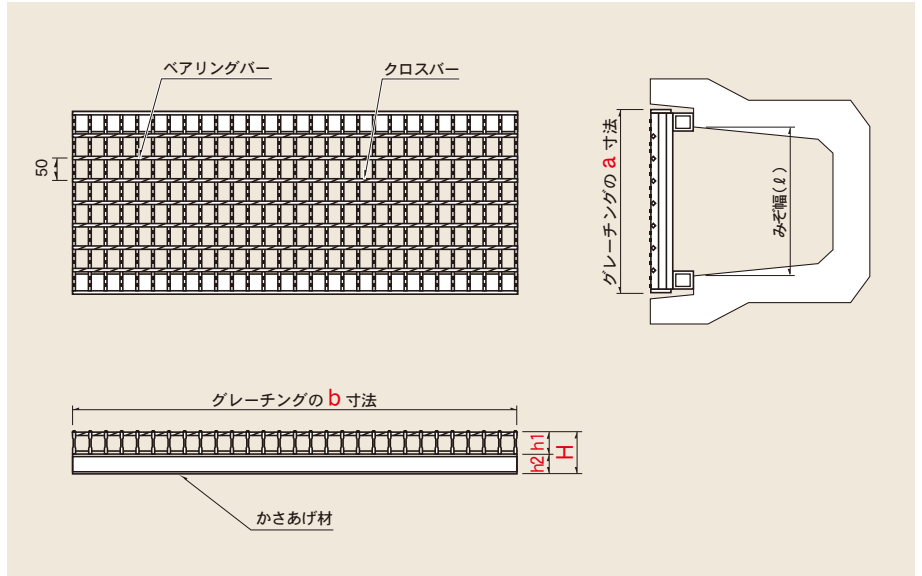 ベアリングバー
クロスバー
50
グレーチングの a 寸法
みぞ幅(ℓ)
グレーチングの b 寸法
h1
h2
H
かさあげ材